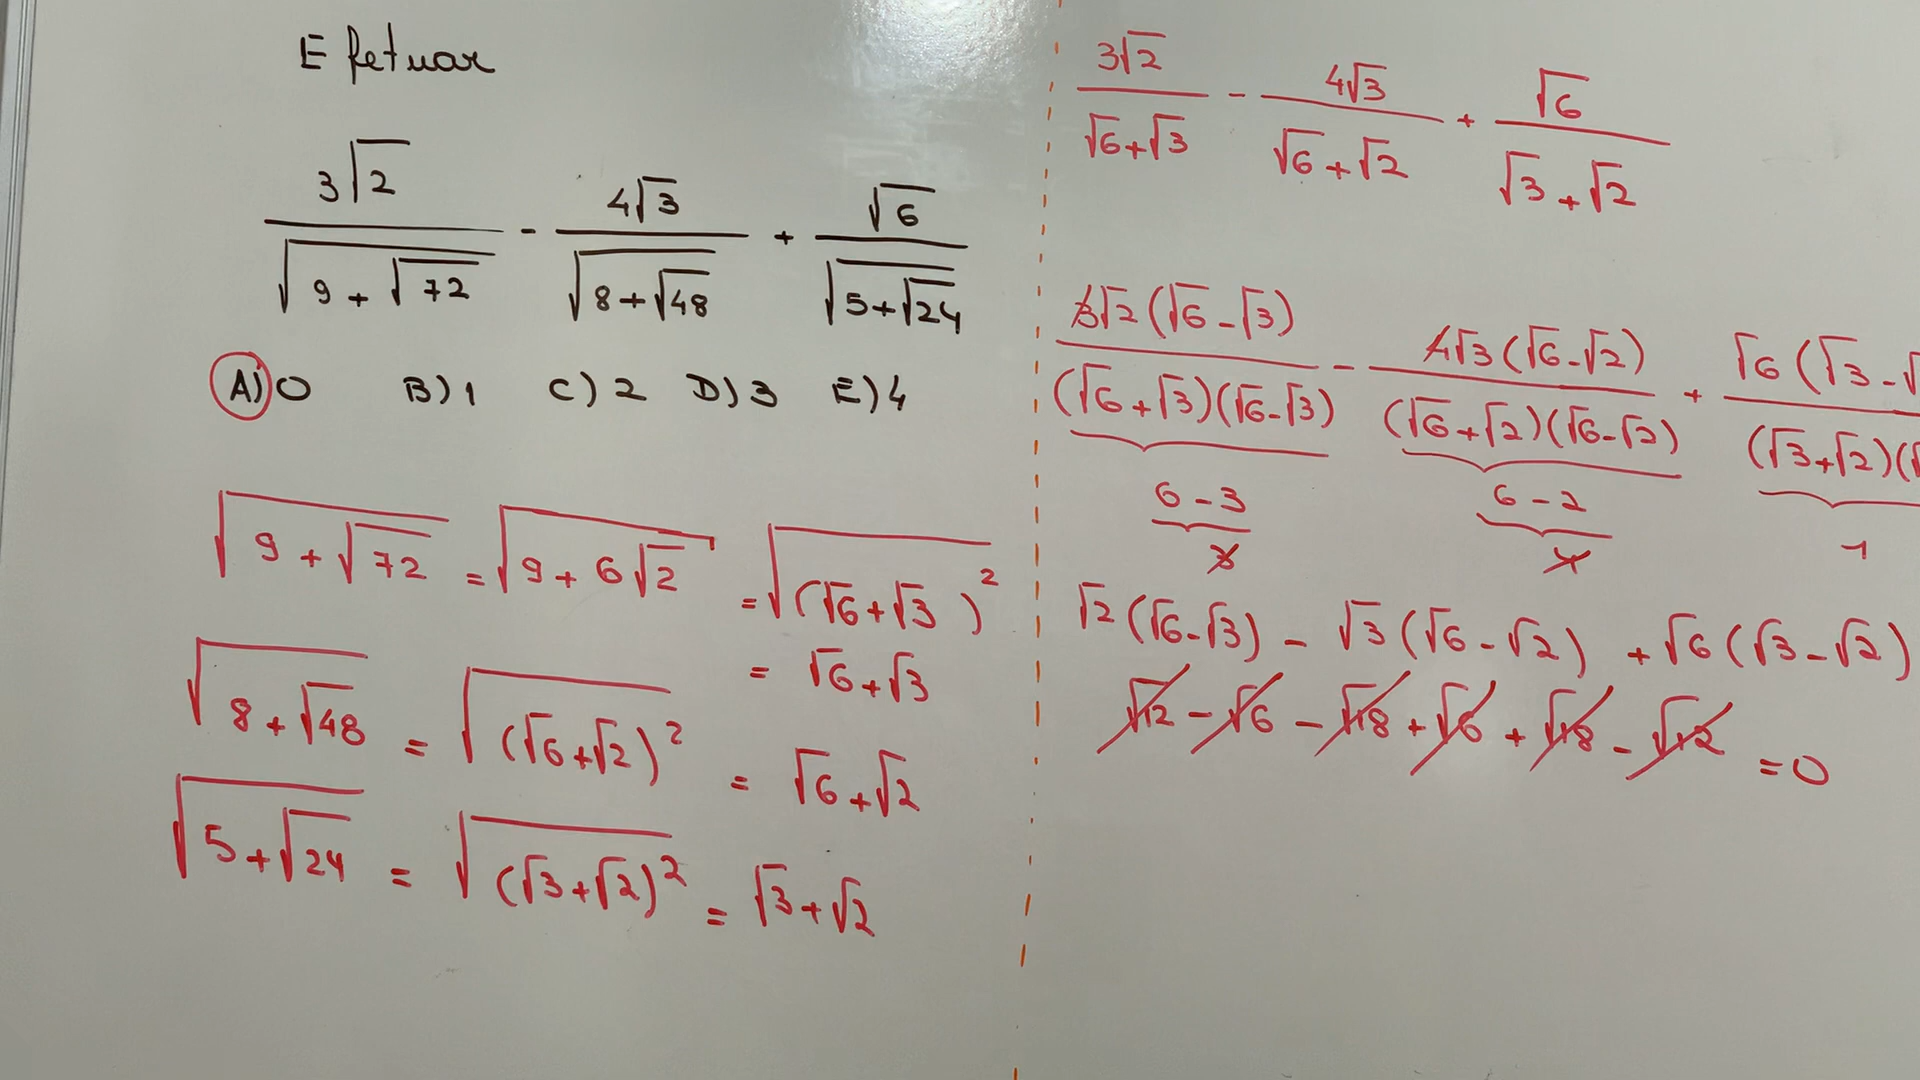 Efetuar
3√2/√(9+√72) - 4√3/√(8+√48) + √6/√(5+√24)
A) 0 B) 1 C) 2 D) 3 E) 4
√(9+√72) = √(9+6√2) = √((√6+√3)²)
= √6+√3
√(8+√48) = √((√6+√2)²) = √6+√2
√(5+√24) = √((√3+√2)²) = √3+√2
3√2/(√6+√3) - 4√3/(√6+√2) + √6/(√3+√2)
3√2(√6-√3)/((√6+√3)(√6-√3)) - 4√3(√6-√2)/((√6+√2)(√6-√2)) + √6(√3-√/(√3+√2)(√
6-3 6-2
3 4 1
√2(√6-√3) - √3(√6-√2) + √6(√3-√2)
√12 - √6 - √18 + √6 + √18 - √12 = 0